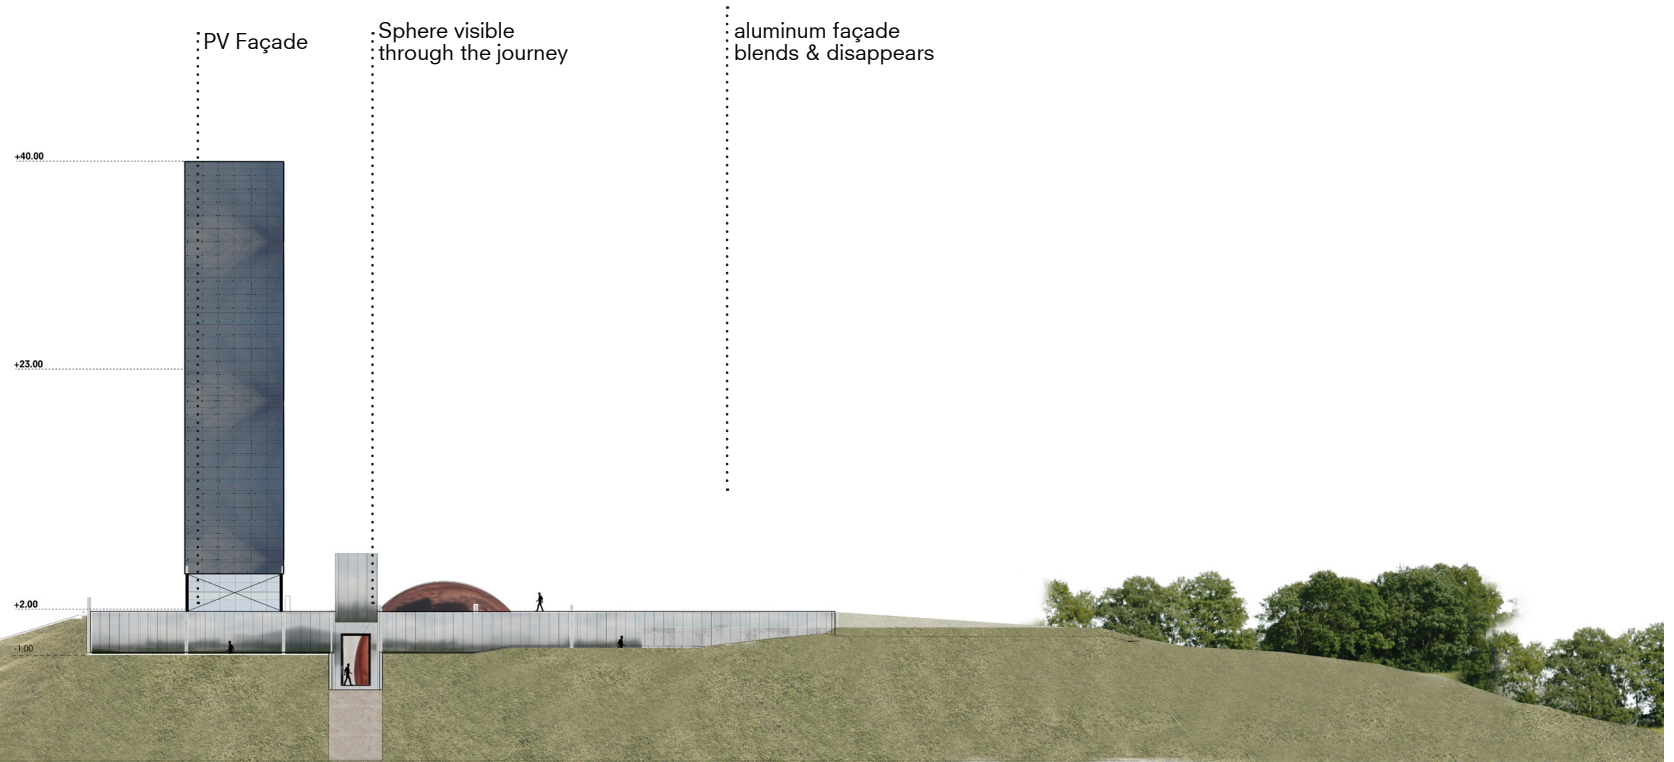 PV Façade
Sphere visible
through the journey
aluminum façade
blends & disappears
+40.00
+23.00
+2.00
-1.00